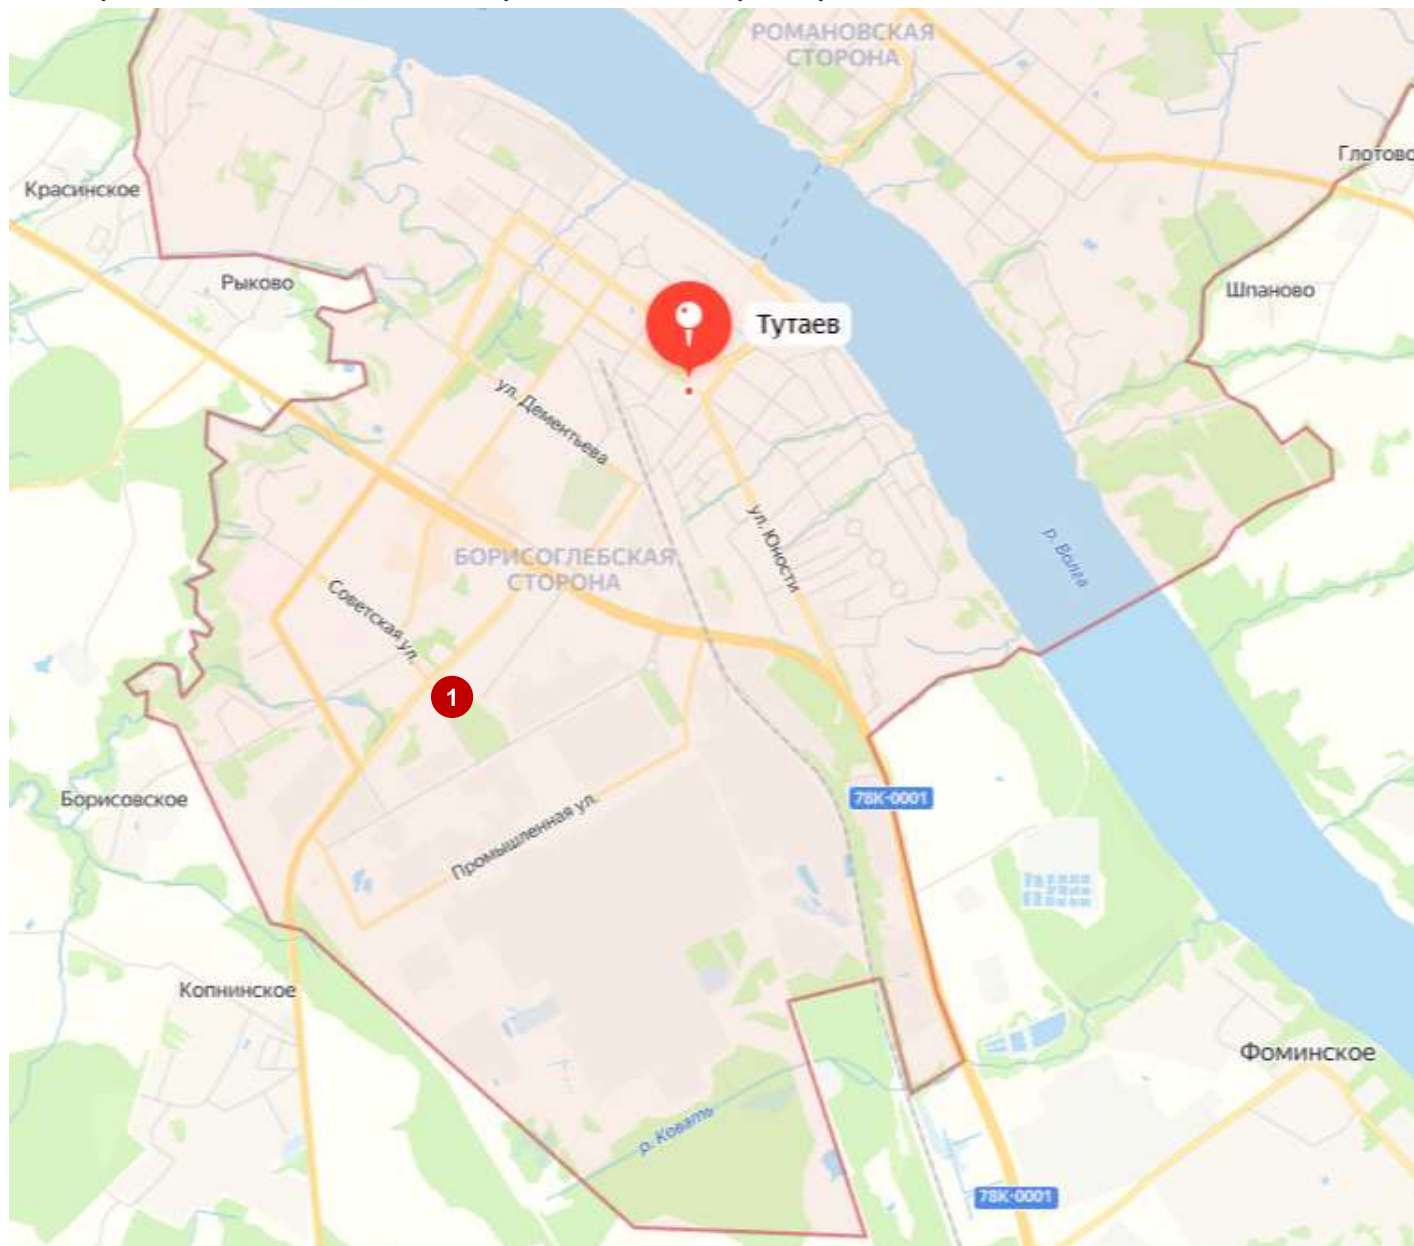 РОМАНОВСКАЯ
СТОРОНА
Глотово
Красинское
Рыково
Шпаново
Тутаев
ул. Дементьева
ул. Юности
р. Волга
БОРИСОГЛЕБСКАЯ
СТОРОНА
Советская ул.
1
78К-0001
Борисовское
Промышленная ул.
Копнинское
Фоминское
р. Ковать
78К-0001